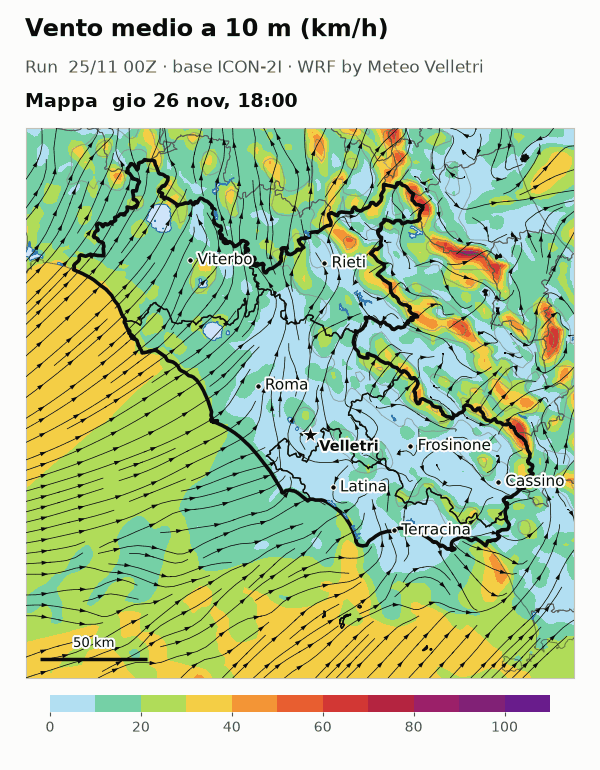 Vento medio a 10 m (km/h)
Run  25/11 00Z · base ICON-2I · WRF by Meteo Velletri
Mappa  gio 26 nov, 18:00
Viterbo
Rieti
Roma
Velletri
Frosinone
Cassino
Latina
Terracina
50 km
0 20 40 60 80 100